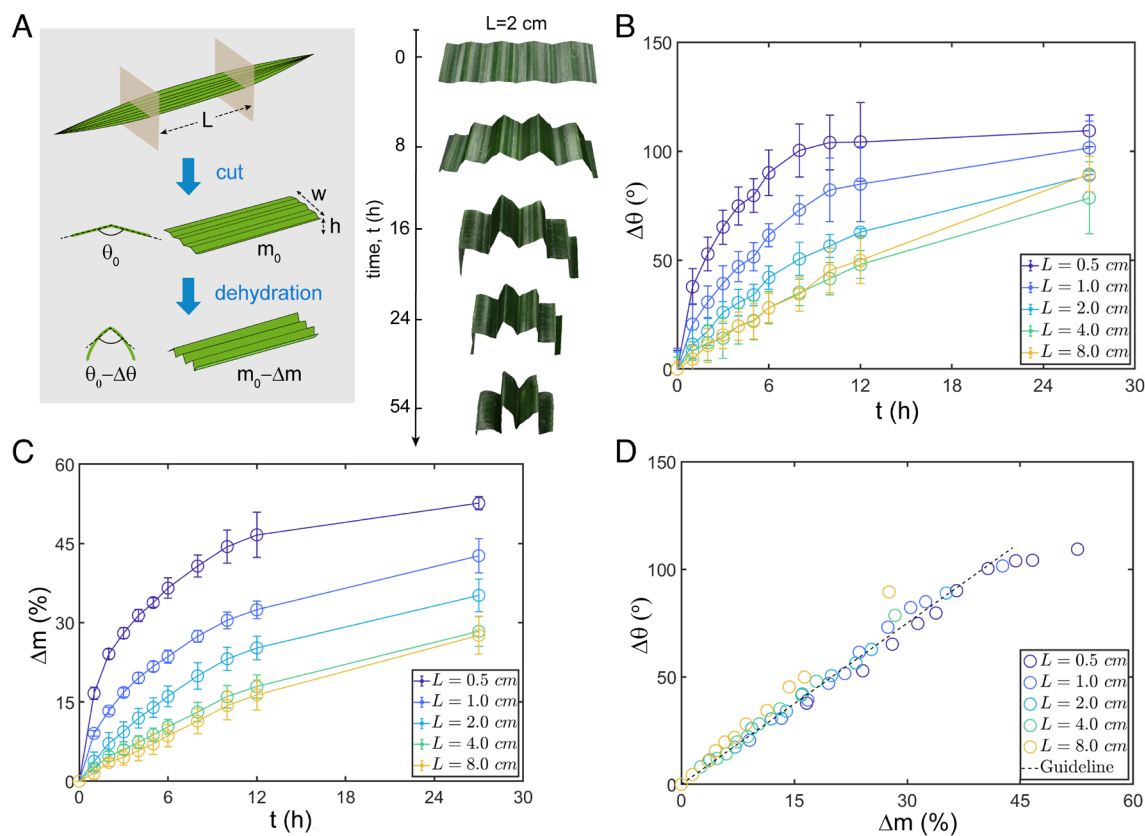 A
L
cut
w
h
θ₀
m₀
dehydration
θ₀−Δθ
m₀−Δm
L=2 cm
time, t (h)
0
8
16
24
54
B
Δθ (°)
150
100
50
0
0 6 12 18 24 30
t (h)
L = 0.5 cm
L = 1.0 cm
L = 2.0 cm
L = 4.0 cm
L = 8.0 cm
C
Δm (%)
60
45
30
15
0
0 6 12 18 24 30
t (h)
L = 0.5 cm
L = 1.0 cm
L = 2.0 cm
L = 4.0 cm
L = 8.0 cm
D
Δθ (°)
150
100
50
0
0 15 30 45 60
Δm (%)
L = 0.5 cm
L = 1.0 cm
L = 2.0 cm
L = 4.0 cm
L = 8.0 cm
Guideline